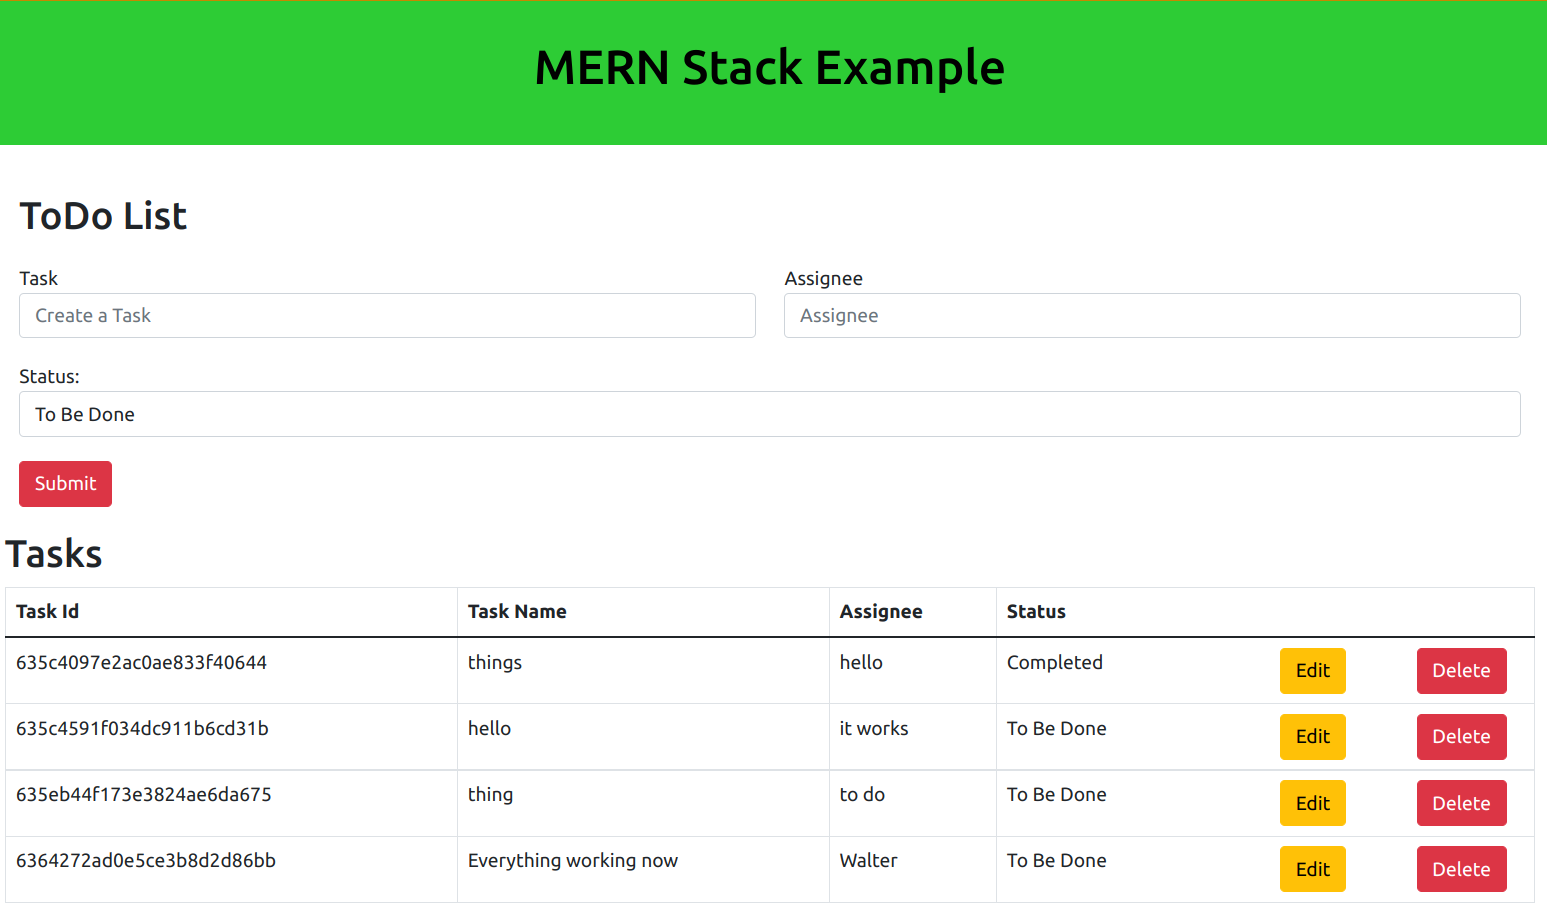 MERN Stack Example
ToDo List
Task Assignee
Create a Task Assignee
Status:
To Be Done
Submit
Tasks
Task Id Task Name Assignee Status
635c4097e2ac0ae833f40644 things hello Completed Edit Delete
635c4591f034dc911b6cd31b hello it works To Be Done Edit Delete
635eb44f173e3824ae6da675 thing to do To Be Done Edit Delete
6364272ad0e5ce3b8d2d86bb Everything working now Walter To Be Done Edit Delete